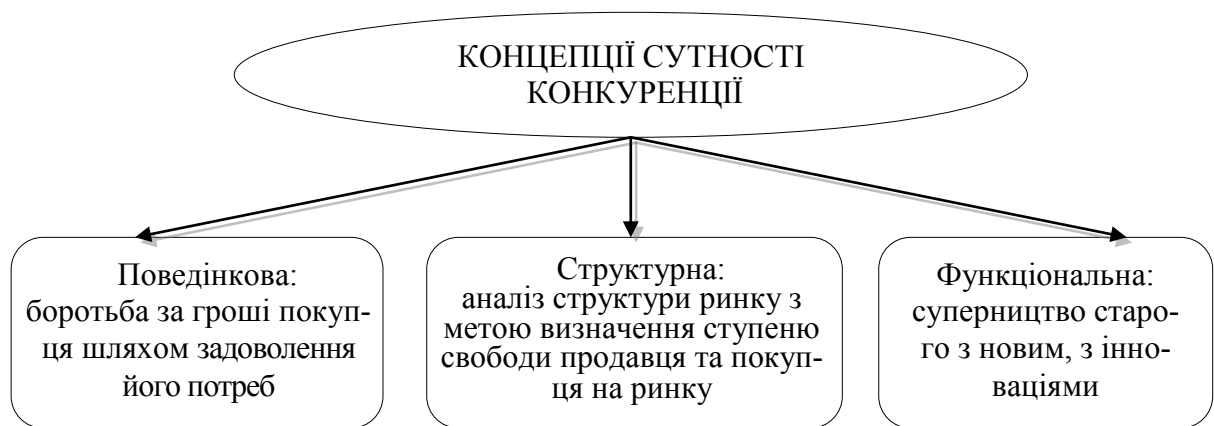 КОНЦЕПЦІЇ СУТНОСТІ
КОНКУРЕНЦІЇ
Поведінкова:
боротьба за гроші покуп-
ця шляхом задоволення
його потреб
Структурна:
аналіз структури ринку з
метою визначення ступеню
свободи продавця та покуп-
ця на ринку
Функціональна:
суперництво старо-
го з новим, з інно-
ваціями